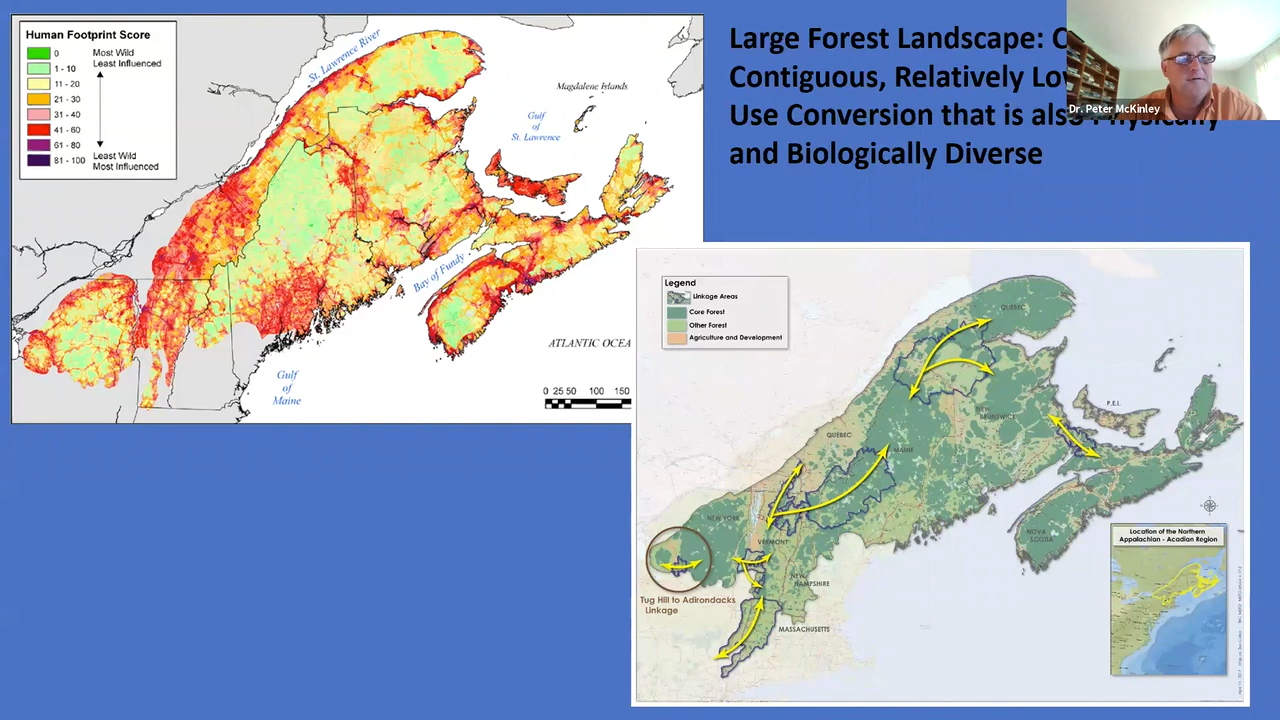 Human Footprint Score
0
1 - 10
11 - 20
21 - 30
31 - 40
41 - 60
61 - 80
81 - 100
Most Wild
Least Influenced
Least Wild
Most Influenced
St. Lawrence River
Magdalene Islands
Gulf
of
St. Lawrence
Bay of Fundy
ATLANTIC OCEA
Gulf
of
Maine
0 25 50 100 150
Large Forest Landscape: C
Contiguous, Relatively Lo
Use Conversion that is also Physically
and Biologically Diverse
Dr. Peter McKinley
Legend
Linkage Areas
Core Forest
Other Forest
Agriculture and Development
QUEBEC
NEW
BRUNSWICK
P.E.I.
QUEBEC
MAINE
NEW YORK
VERMONT
NOVA
SCOTIA
NEW
HAMPSHIRE
MASSACHUSETTS
Tug Hill to Adirondacks
Linkage
Location of the Northern
Appalachian - Acadian Region